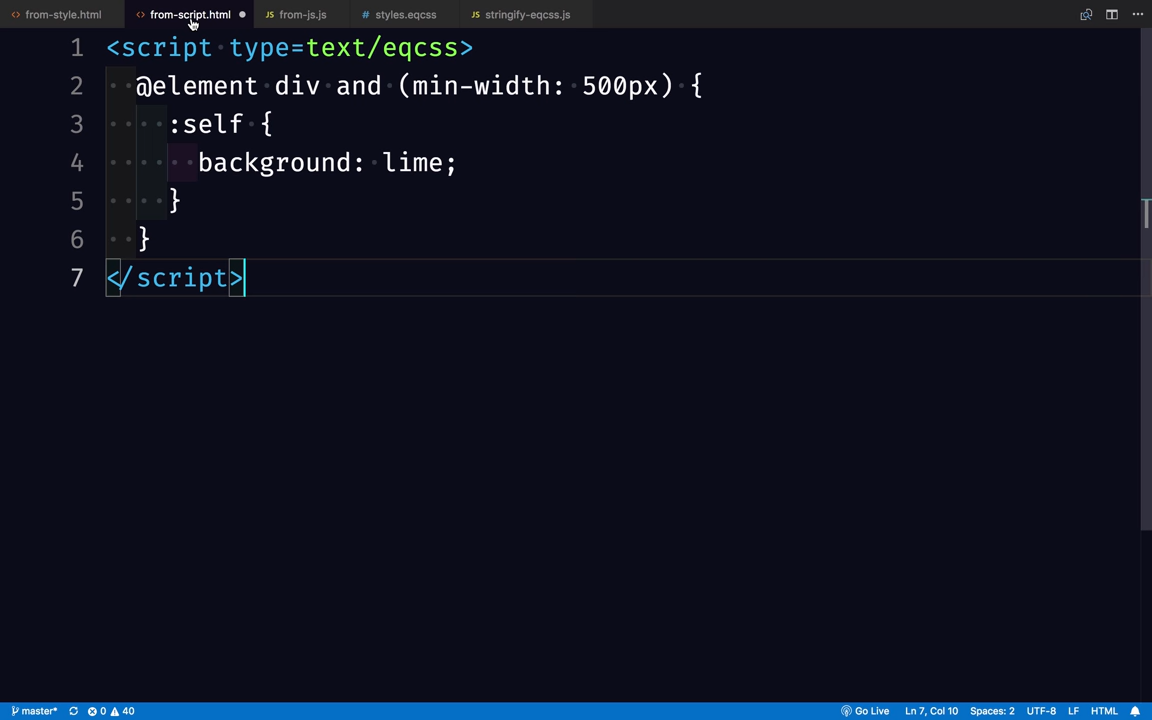 from-style.html from-script.html JS from-js.js # styles.eqcss JS stringify-eqcss.js
1 <script type=text/eqcss>
2 @element div and (min-width: 500px) {
3 :self {
4 background: lime;
5 }
6 }
7 </script>
master* 0 40 Go Live Ln 7, Col 10 Spaces: 2 UTF-8 LF HTML